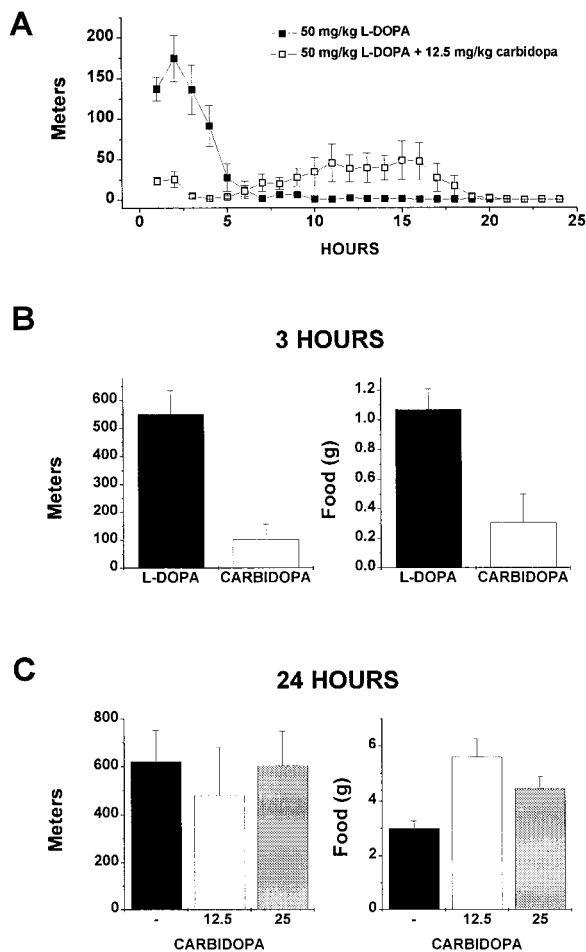 A
50 mg/kg L-DOPA
50 mg/kg L-DOPA + 12.5 mg/kg carbidopa
Meters
200
150
100
50
0
0 5 10 15 20 25
HOURS
B
3 HOURS
Meters
600
500
400
300
200
100
0
L-DOPA CARBIDOPA
Food (g)
1.2
1.0
0.8
0.6
0.4
0.2
0.0
L-DOPA CARBIDOPA
C
24 HOURS
Meters
800
600
400
200
0
- 12.5 25
CARBIDOPA
Food (g)
6
4
2
0
- 12.5 25
CARBIDOPA